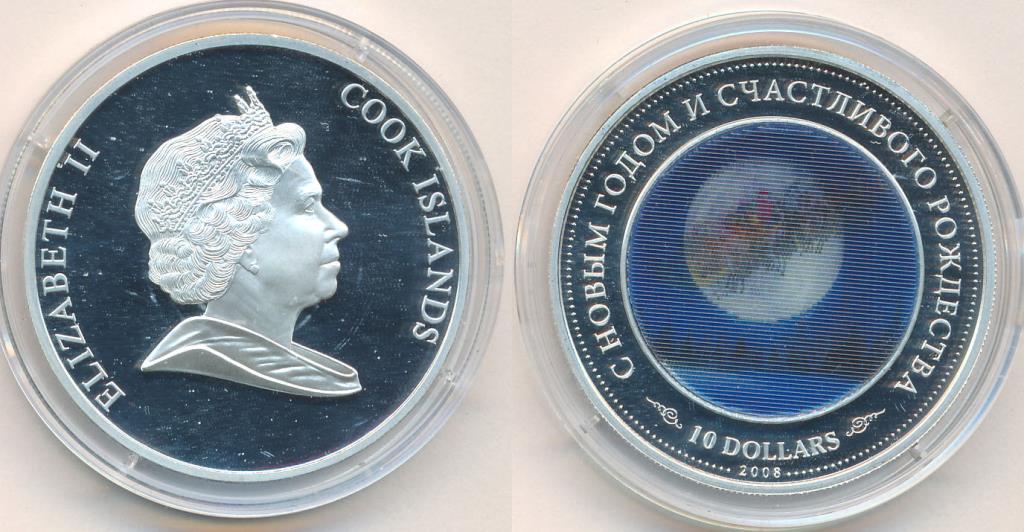 ELIZABETH II
COOK ISLANDS
С НОВЫМ ГОДОМ И СЧАСТЛИВОГО РОЖДЕСТВА
10 DOLLARS
2008